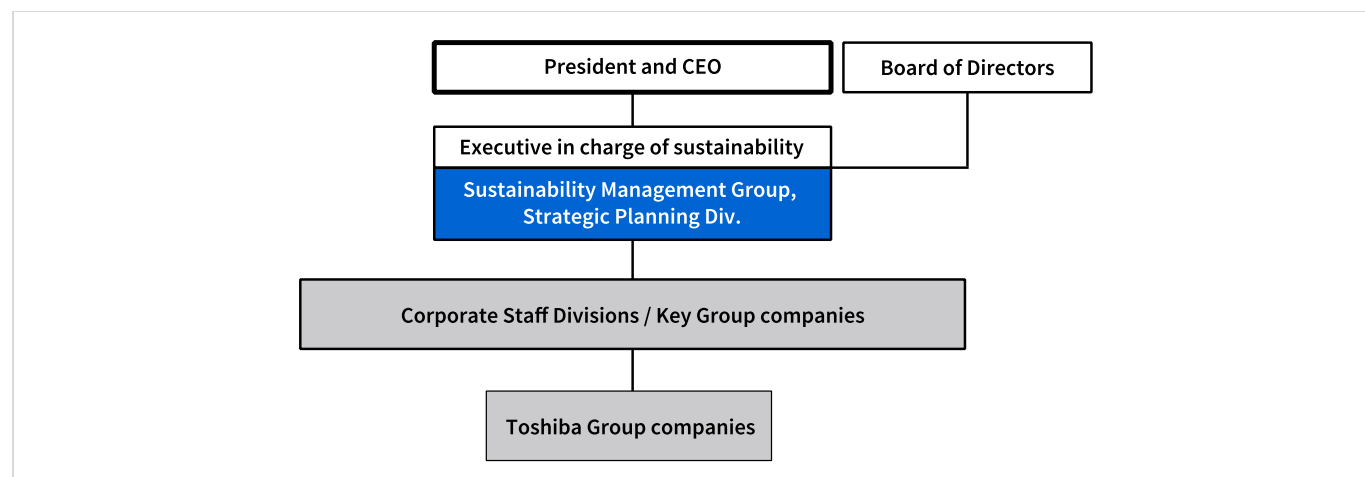 President and CEO
Board of Directors
Executive in charge of sustainability
Sustainability Management Group,
Strategic Planning Div.
Corporate Staff Divisions / Key Group companies
Toshiba Group companies